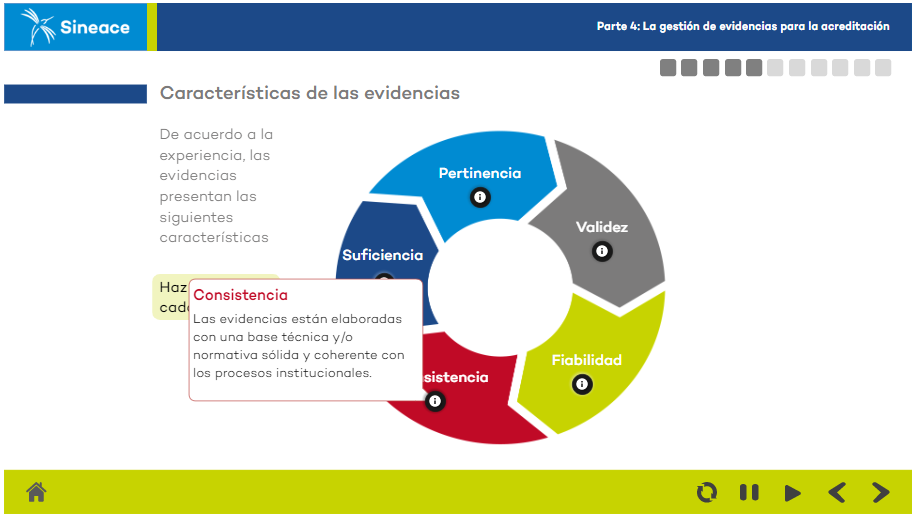 Sineace
Parte 4: La gestión de evidencias para la acreditación
Características de las evidencias
De acuerdo a la
experiencia, las
evidencias
presentan las
siguientes
características
Pertinencia
Validez
Suficiencia
Haz
Consistencia
Las evidencias están elaboradas
con una base técnica y/o
normativa sólida y coherente con
los procesos institucionales.
Fiabilidad
sistencia